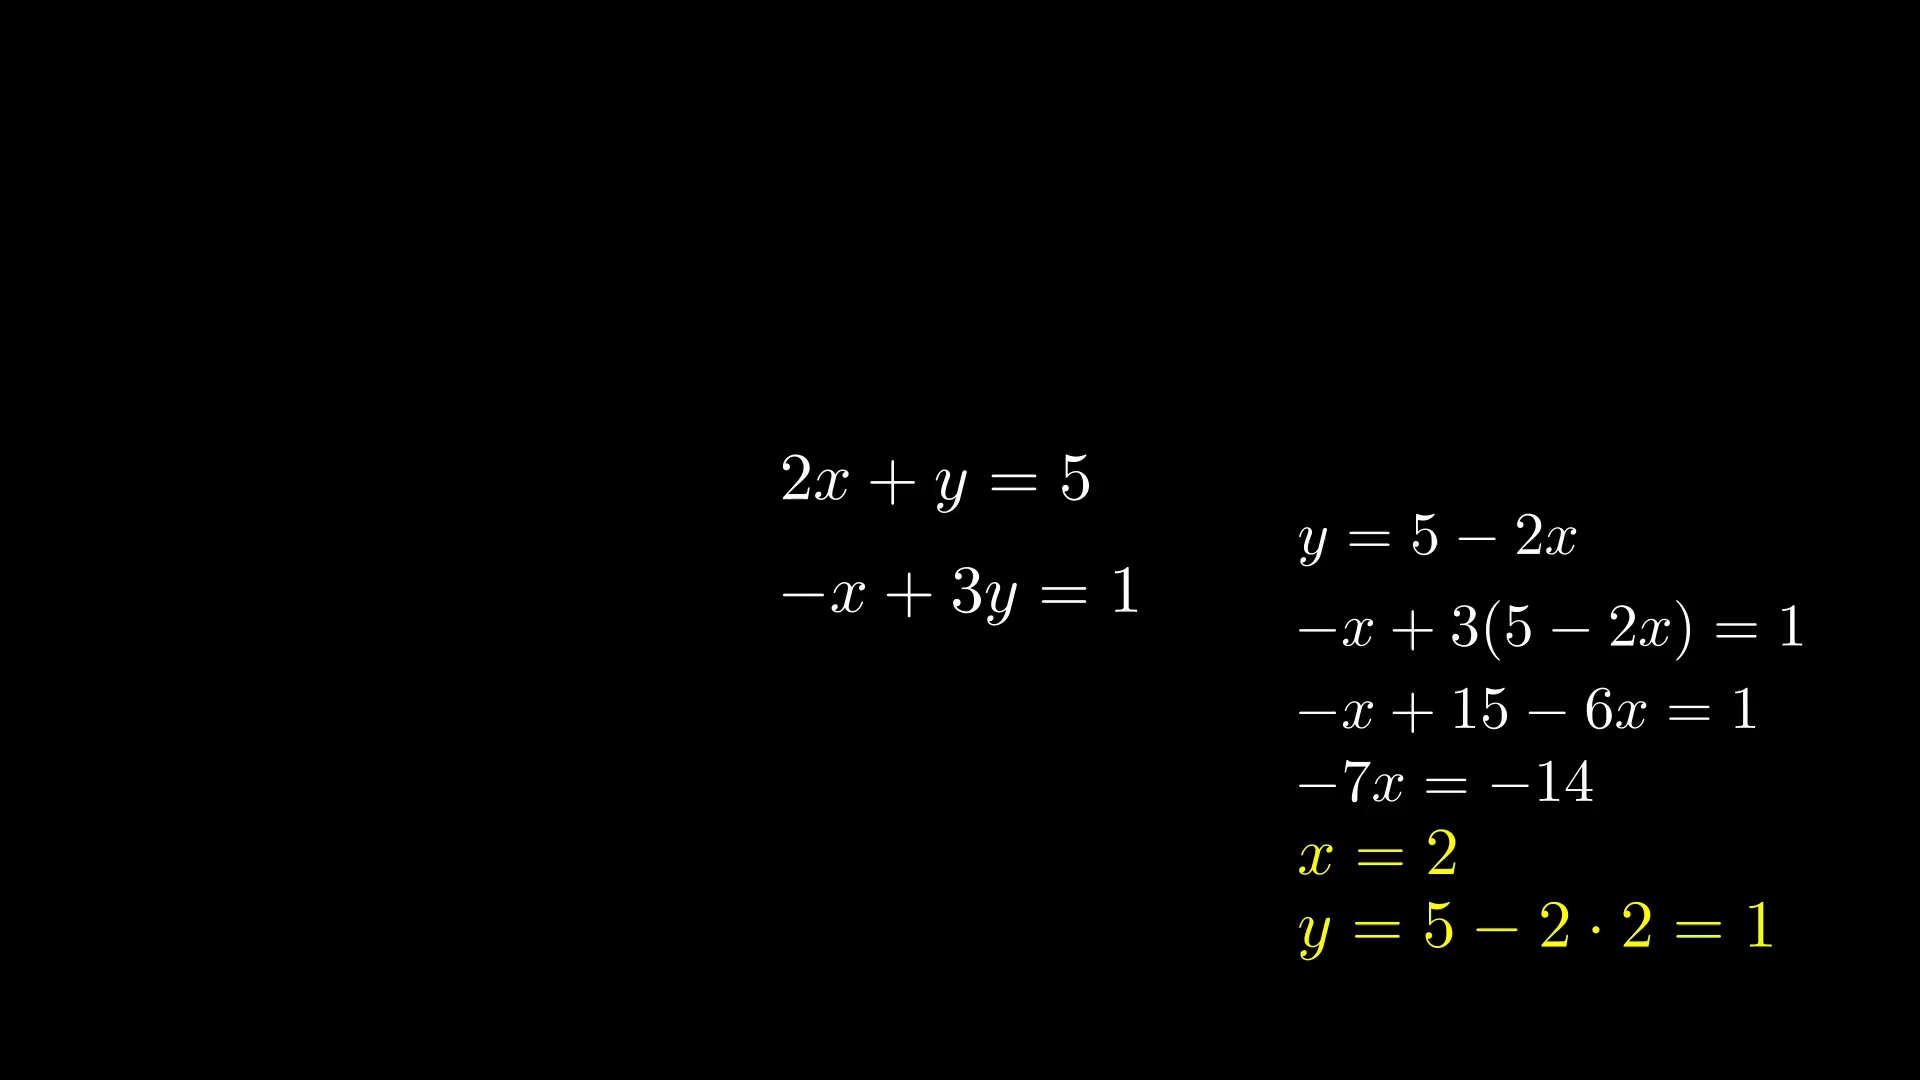 2x + y = 5
−x + 3y = 1
y = 5 − 2x
−x + 3(5 − 2x) = 1
−x + 15 − 6x = 1
−7x = −14
x = 2
y = 5 − 2 · 2 = 1